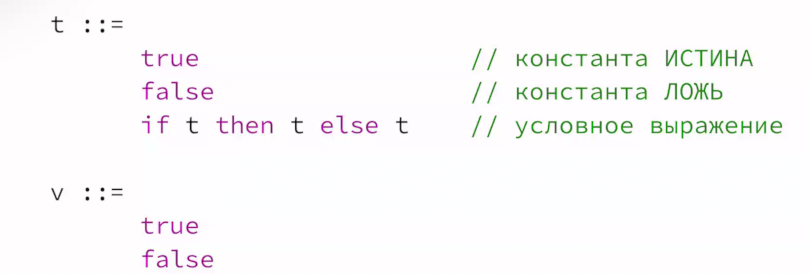 t ::=
true // константа ИСТИНА
false // константа ЛОЖЬ
if t then t else t // условное выражение
v ::=
true
false